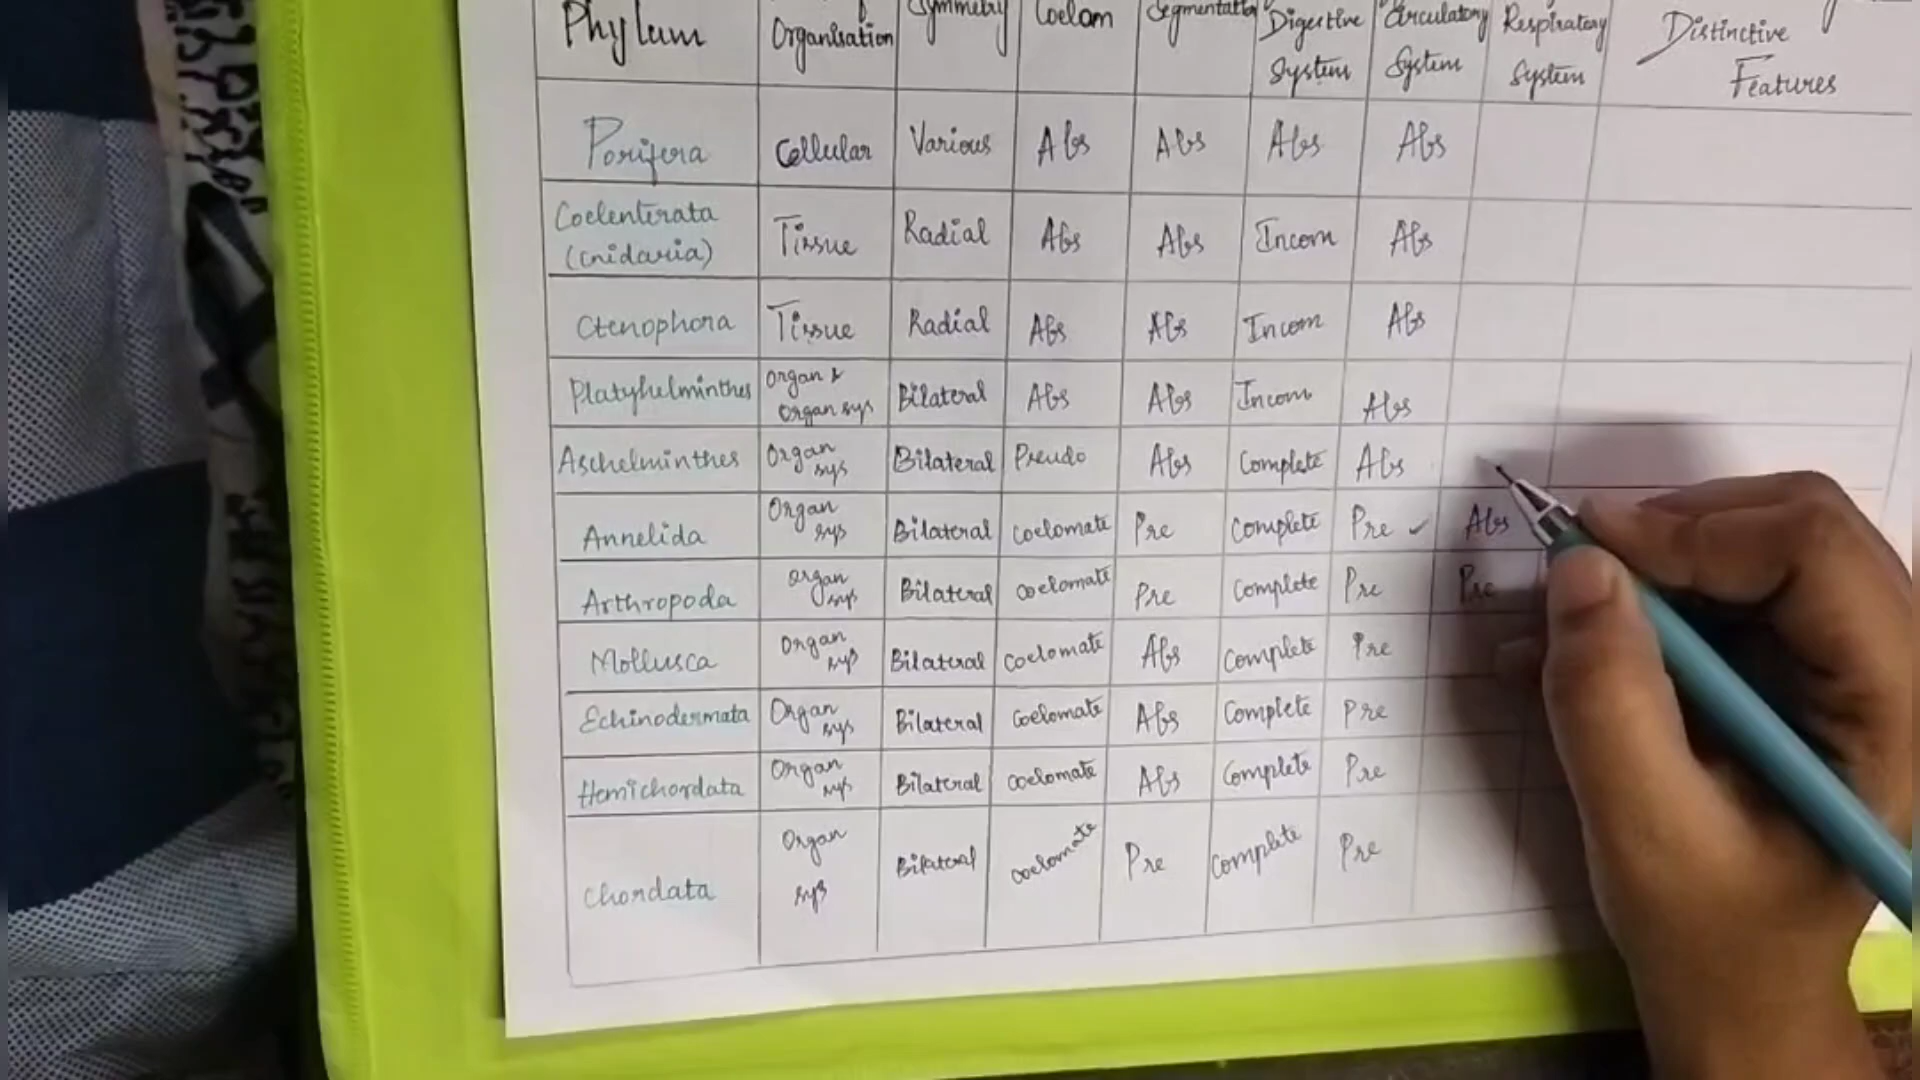 Phylum Organisation Symmetry Coelom Segmentation Digestive System Circulatory System Respiratory System Distinctive Features
Porifera Cellular Various Abs Abs Abs Abs
Coelenterata (Cnidaria) Tissue Radial Abs Abs Incom Abs
Ctenophora Tissue Radial Abs Abs Incom Abs
Platyhelminthes Organ & Organ sys Bilateral Abs Abs Incom Abs
Aschelminthes Organ sys Bilateral Pseudo Abs Complete Abs
Annelida Organ sys Bilateral Coelomate Pre Complete Pre ✓ Abs
Arthropoda Organ sys Bilateral Coelomate Pre Complete Pre Pre
Mollusca Organ sys Bilateral Coelomate Abs Complete Pre
Echinodermata Organ sys Bilateral Coelomate Abs Complete Pre
Hemichordata Organ sys Bilateral Coelomate Abs Complete Pre
Chordata Organ sys Bilateral Coelomate Pre Complete Pre